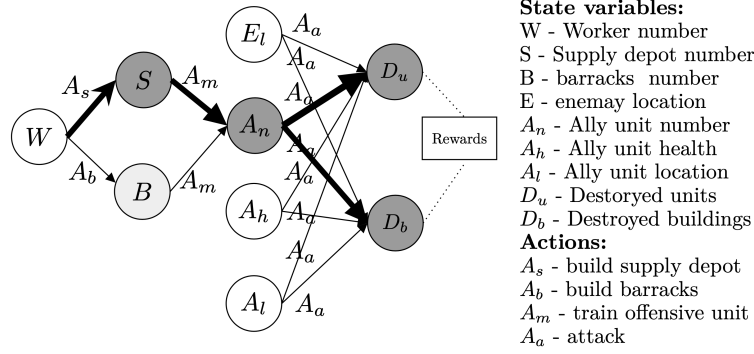 E_l
A_a
A_a
D_u
A_s
S
A_m
A_a
W
A_n
Rewards
A_a
A_b
B
A_m
A_a
A_h
A_a
D_b
A_a
A_l
A_a
State variables:
W - Worker number
S - Supply depot number
B - barracks number
E - enemay location
A_n - Ally unit number
A_h - Ally unit health
A_l - Ally unit location
D_u - Destoryed units
D_b - Destroyed buildings
Actions:
A_s - build supply depot
A_b - build barracks
A_m - train offensive unit
A_a - attack